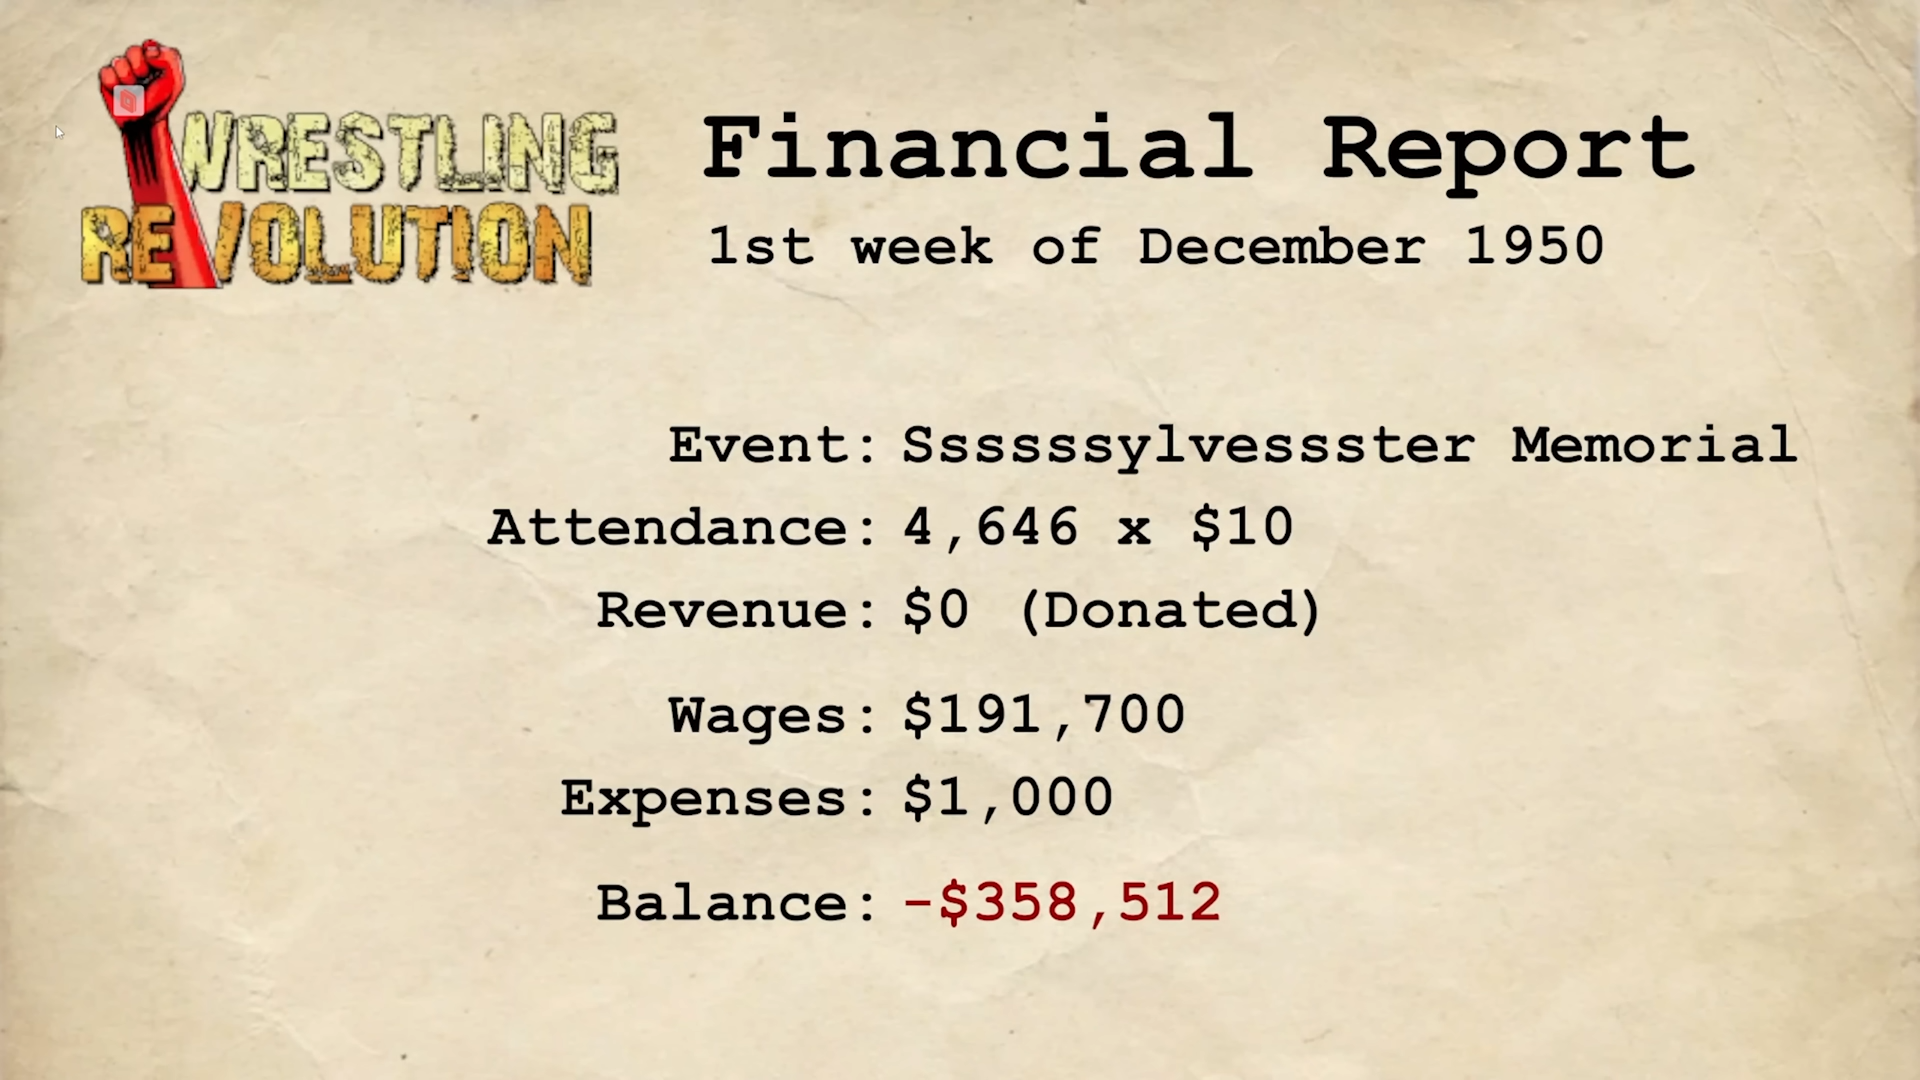 WRESTLING
REVOLUTION
Financial Report
1st week of December 1950
Event: Ssssssylvessster Memorial
Attendance: 4,646 x $10
Revenue: $0 (Donated)
Wages: $191,700
Expenses: $1,000
Balance: -$358,512